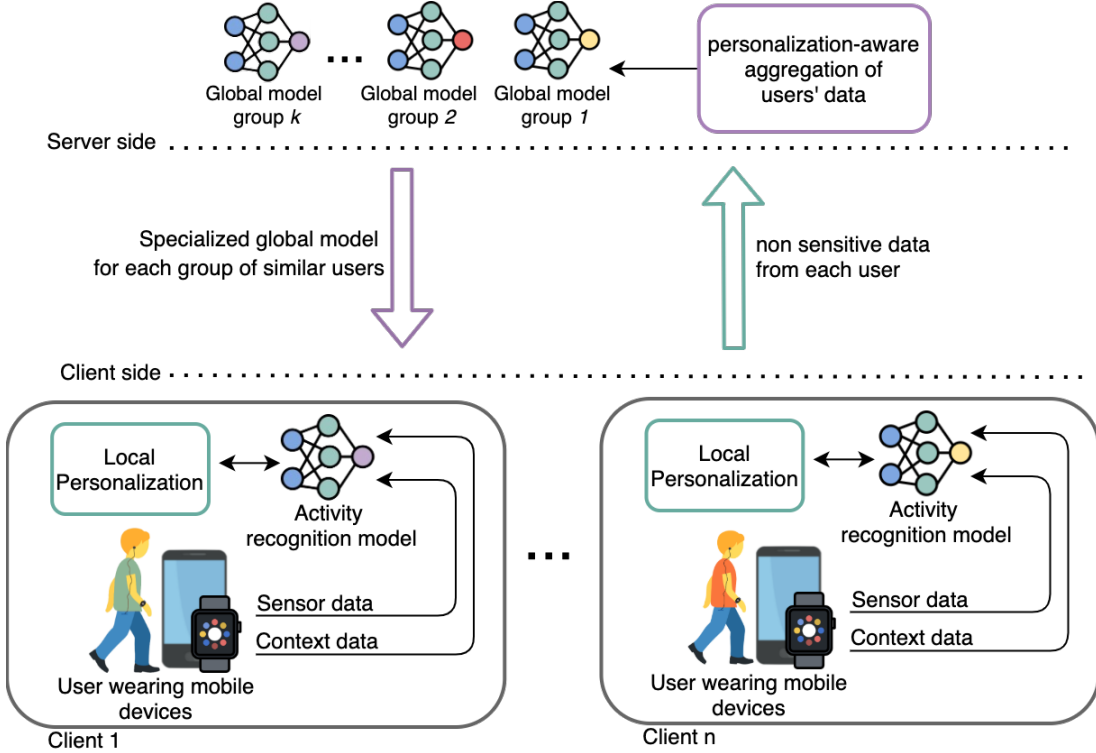 personalization-aware
aggregation of
users' data
Global model
group k
...
Global model
group 2
Global model
group 1
Server side
Specialized global model
for each group of similar users
non sensitive data
from each user
Client side
Local
Personalization
Activity
recognition model
Sensor data
Context data
User wearing mobile
devices
Client 1
...
Local
Personalization
Activity
recognition model
Sensor data
Context data
User wearing mobile
devices
Client n